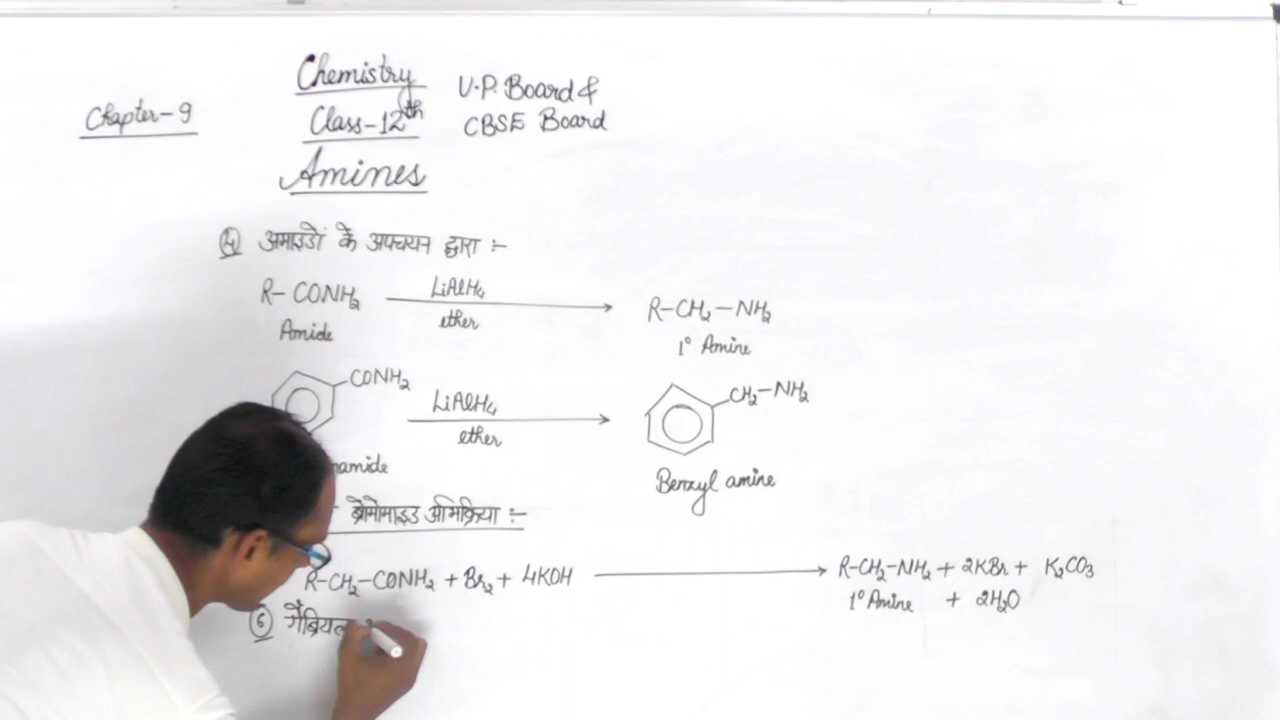 Chapter-9
Chemistry
Class-12th
Amines
U.P. Board &
CBSE Board
④ अमाइडों के अपचयन द्वारा :-
R-CONH₂ LiAlH₄ ether R-CH₂-NH₂
Amide 1° Amine
CONH₂ LiAlH₄ ether CH₂-NH₂
amide Benzyl amine
ब्रोमोमाइड अभिक्रिया :-
R-CH₂-CONH₂ + Br₂ + 4KOH → R-CH₂-NH₂ + 2KBr + K₂CO₃
1° Amine + 2H₂O
⑥ गैब्रियल